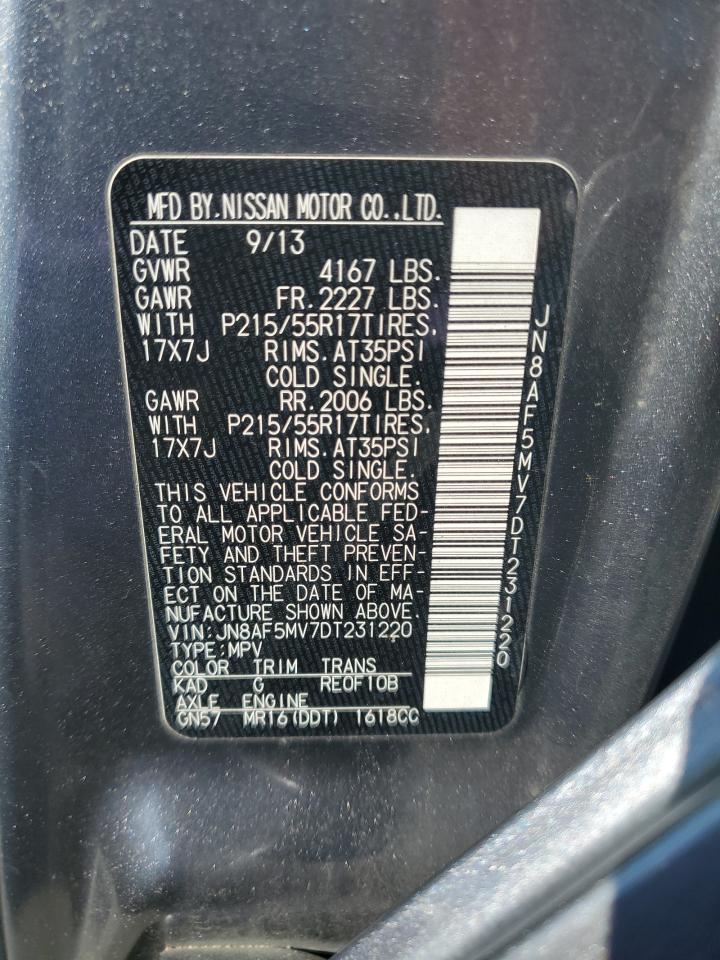 MFD BY.NISSAN MOTOR CO.,LTD.
DATE 9/13
GVWR 4167 LBS.
GAWR FR.2227 LBS.
WITH P215/55R17TIRES,
17X7J RIMS.AT35PSI
COLD SINGLE.
GAWR RR.2006 LBS.
WITH P215/55R17TIRES,
17X7J RIMS.AT35PSI
COLD SINGLE.
THIS VEHICLE CONFORMS
TO ALL APPLICABLE FED-
ERAL MOTOR VEHICLE SA-
FETY AND THEFT PREVEN-
TION STANDARDS IN EFF-
ECT ON THE DATE OF MA-
NUFACTURE SHOWN ABOVE.
VIN:JN8AF5MV7DT231220
TYPE:MPV
COLOR TRIM TRANS
KAD G RE0F10B
AXLE ENGINE
GN57 MR16(DDT) 1618CC
JN8AF5MV7DT231220